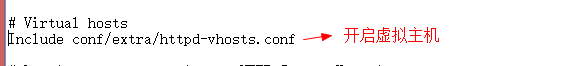 # Virtual hosts
Include conf/extra/httpd-vhosts.conf 开启虚拟主机